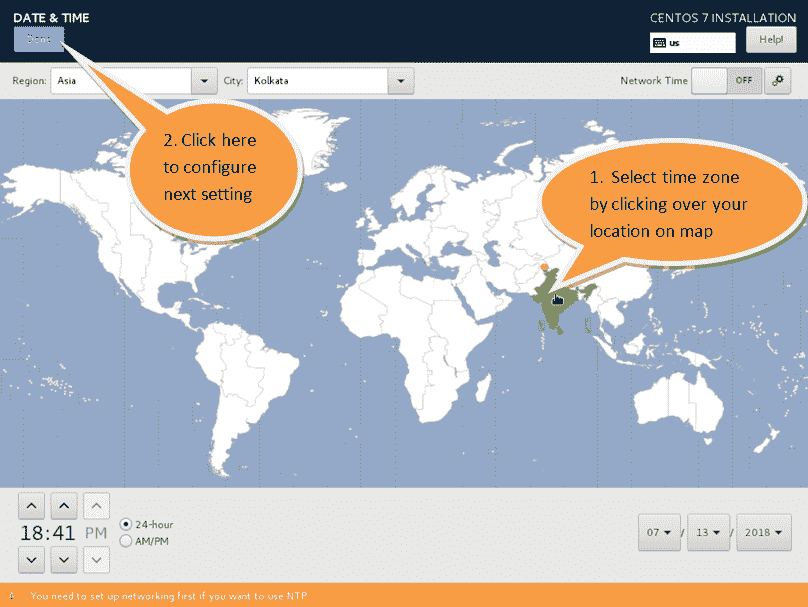 DATE & TIME
CENTOS 7 INSTALLATION
Done
us
Help!
Region: Asia City: Kolkata Network Time OFF
2. Click here
to configure
next setting
1. Select time zone
by clicking over your
location on map
18:41 PM
24-hour
AM/PM
07 / 13 / 2018
You need to set up networking first if you want to use NTP